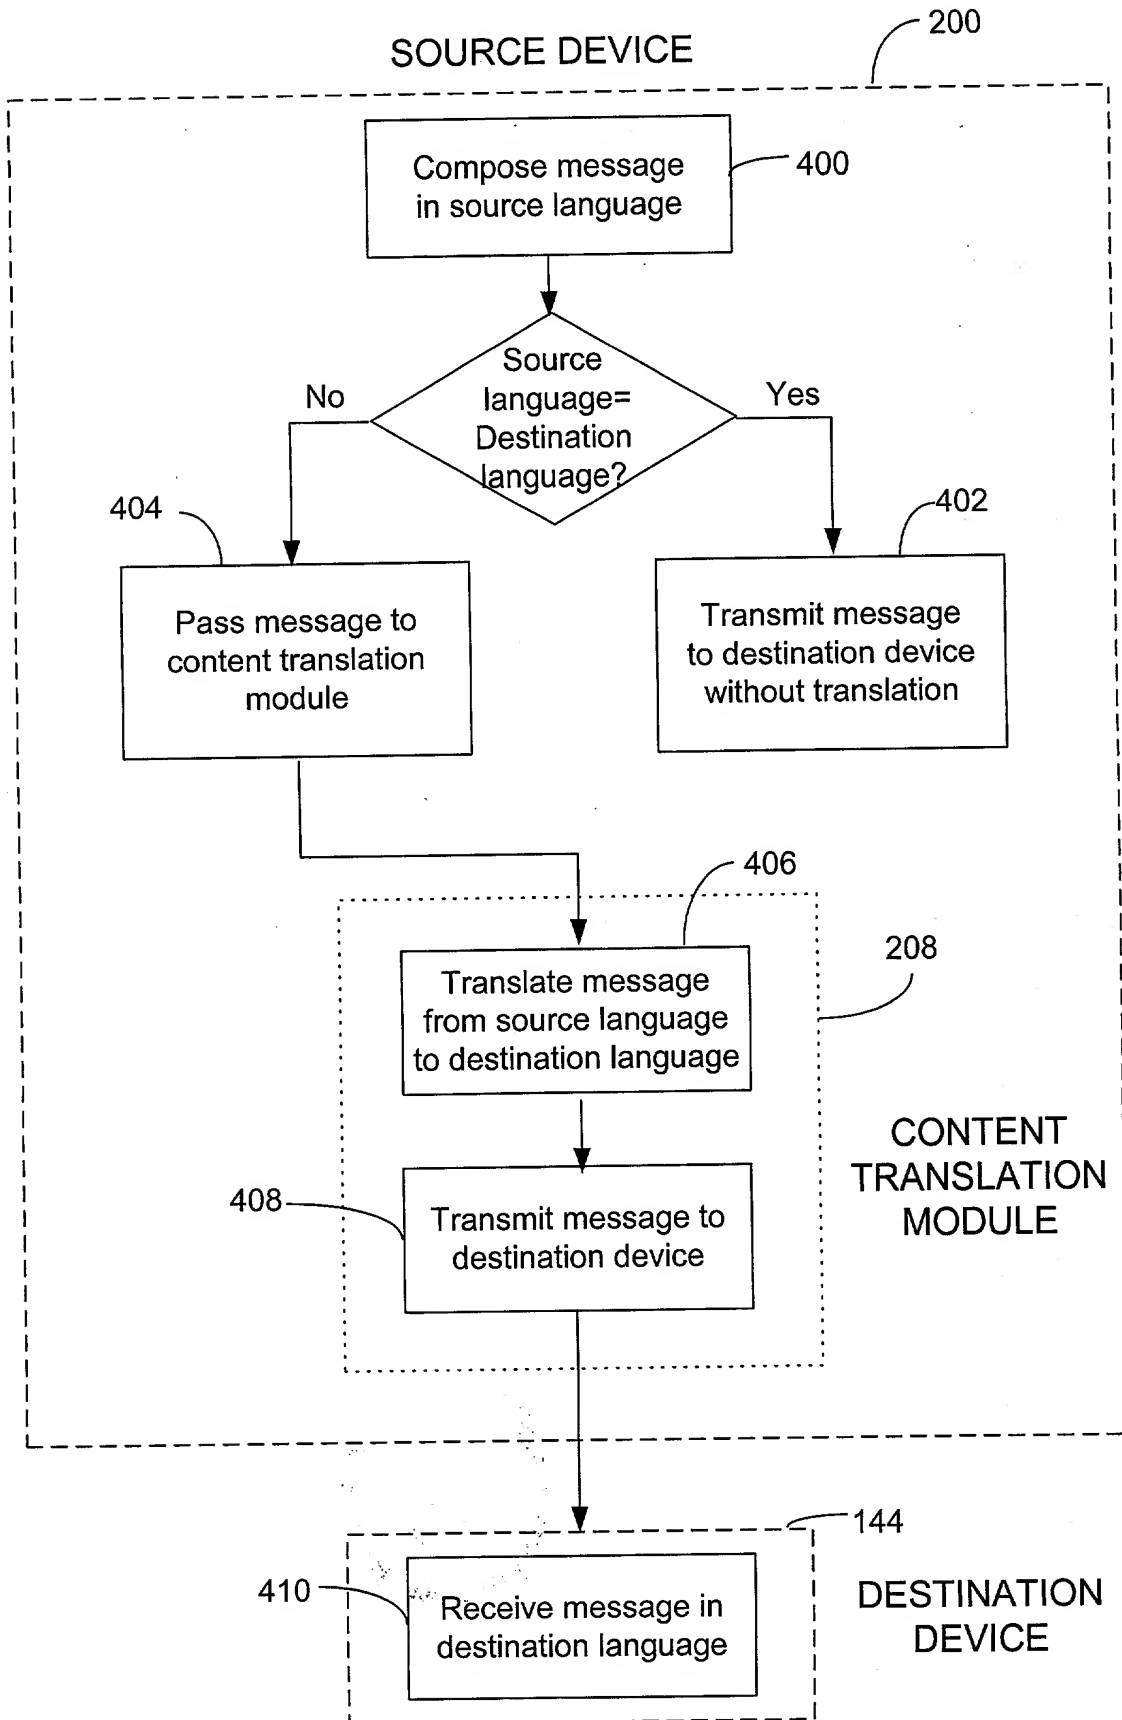 200
SOURCE DEVICE
Compose message
in source language
400
Source
language=
Destination
language?
No
Yes
404
402
Pass message to
content translation
module
Transmit message
to destination device
without translation
406
208
Translate message
from source language
to destination language
CONTENT
TRANSLATION
MODULE
408
Transmit message to
destination device
144
410
Receive message in
destination language
DESTINATION
DEVICE